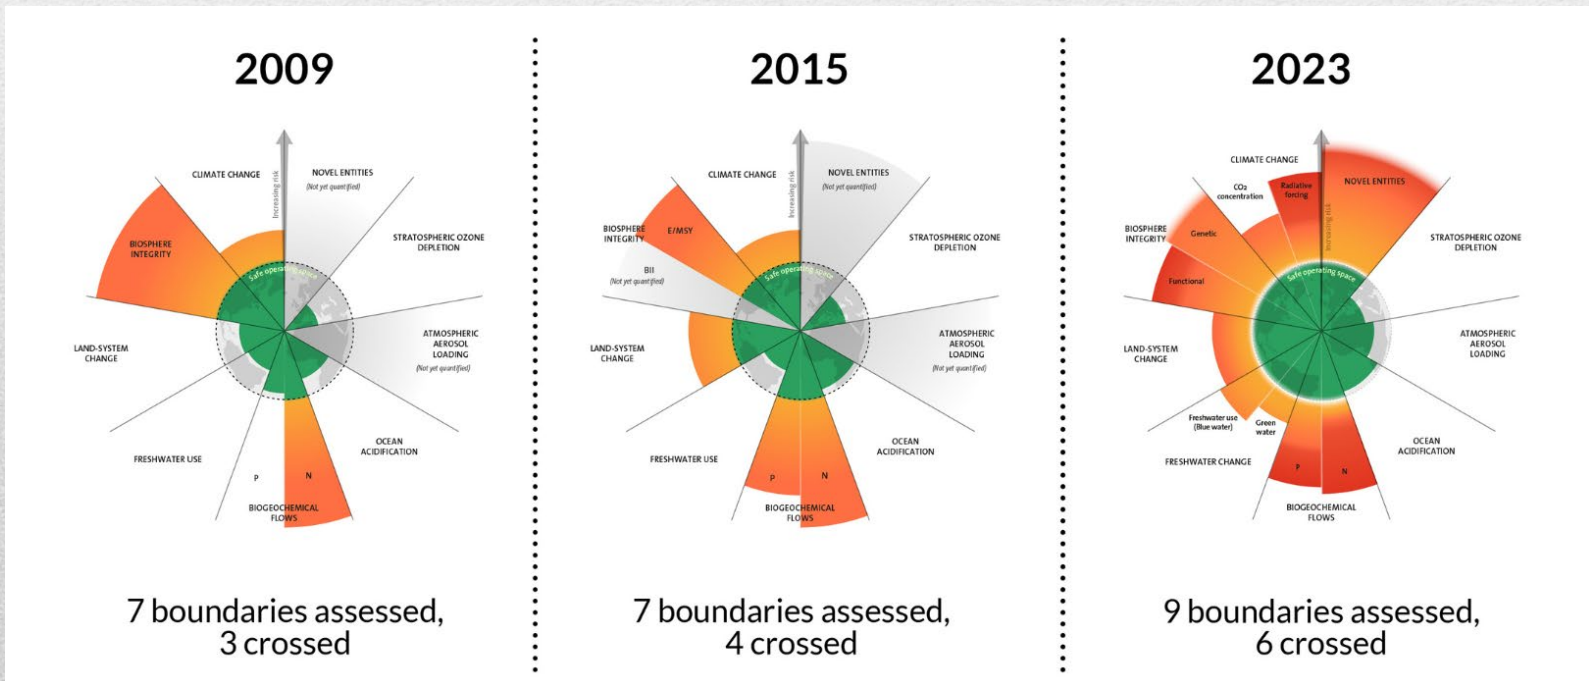 2009
CLIMATE CHANGE
Increasing risk
NOVEL ENTITIES
(Not yet quantified)
STRATOSPHERIC OZONE
DEPLETION
BIOSPHERE
INTEGRITY
Safe operating space
LAND-SYSTEM
CHANGE
ATMOSPHERIC
AEROSOL
LOADING
(Not yet quantified)
FRESHWATER USE
OCEAN
ACIDIFICATION
P
N
BIOGEOCHEMICAL
FLOWS
7 boundaries assessed,
3 crossed
2015
CLIMATE CHANGE
Increasing risk
NOVEL ENTITIES
(Not yet quantified)
BIOSPHERE
INTEGRITY
E/MSY
STRATOSPHERIC OZONE
DEPLETION
BII
(Not yet quantified)
Safe operating space
LAND-SYSTEM
CHANGE
ATMOSPHERIC
AEROSOL
LOADING
(Not yet quantified)
FRESHWATER USE
OCEAN
ACIDIFICATION
P
N
BIOGEOCHEMICAL
FLOWS
7 boundaries assessed,
4 crossed
2023
CLIMATE CHANGE
CO₂
concentration
Radiative
forcing
Increasing risk
NOVEL ENTITIES
BIOSPHERE
INTEGRITY
Genetic
STRATOSPHERIC OZONE
DEPLETION
Functional
Safe operating space
LAND-SYSTEM
CHANGE
ATMOSPHERIC
AEROSOL
LOADING
Freshwater use
(Blue water)
Green
water
FRESHWATER CHANGE
OCEAN
ACIDIFICATION
P
N
BIOGEOCHEMICAL
FLOWS
9 boundaries assessed,
6 crossed